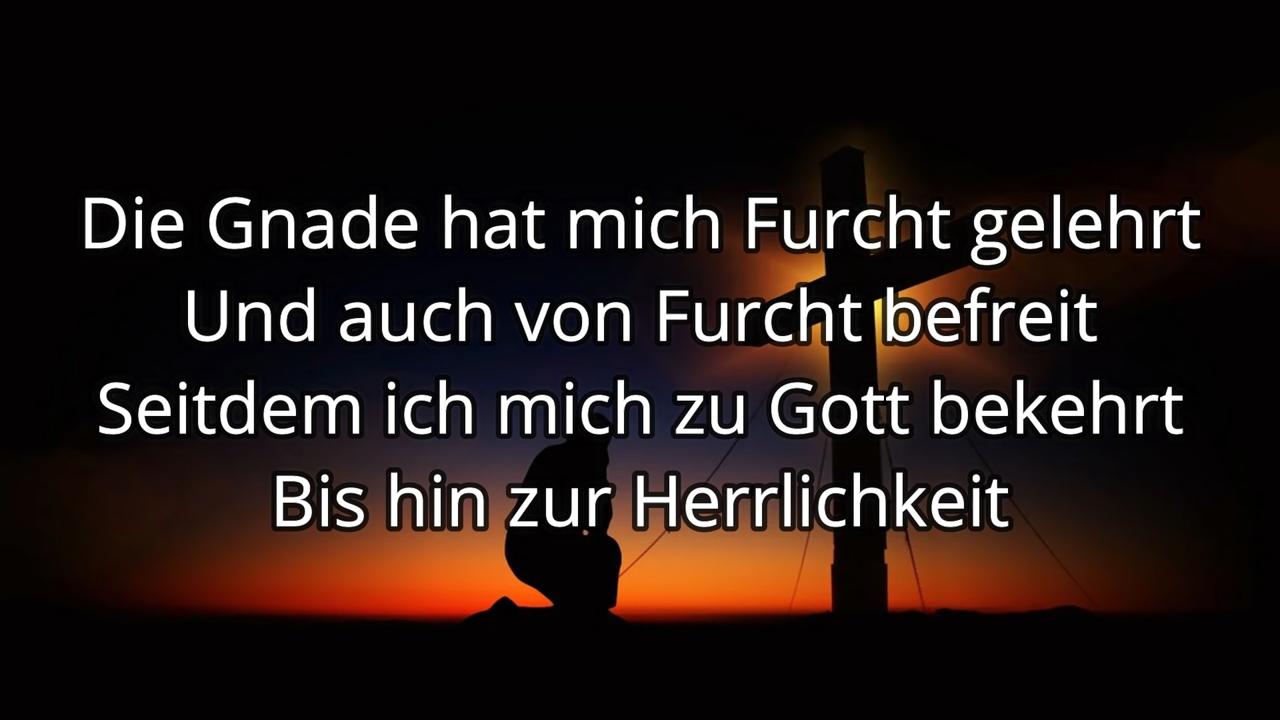 Die Gnade hat mich Furcht gelehrt
Und auch von Furcht befreit
Seitdem ich mich zu Gott bekehrt
Bis hin zur Herrlichkeit